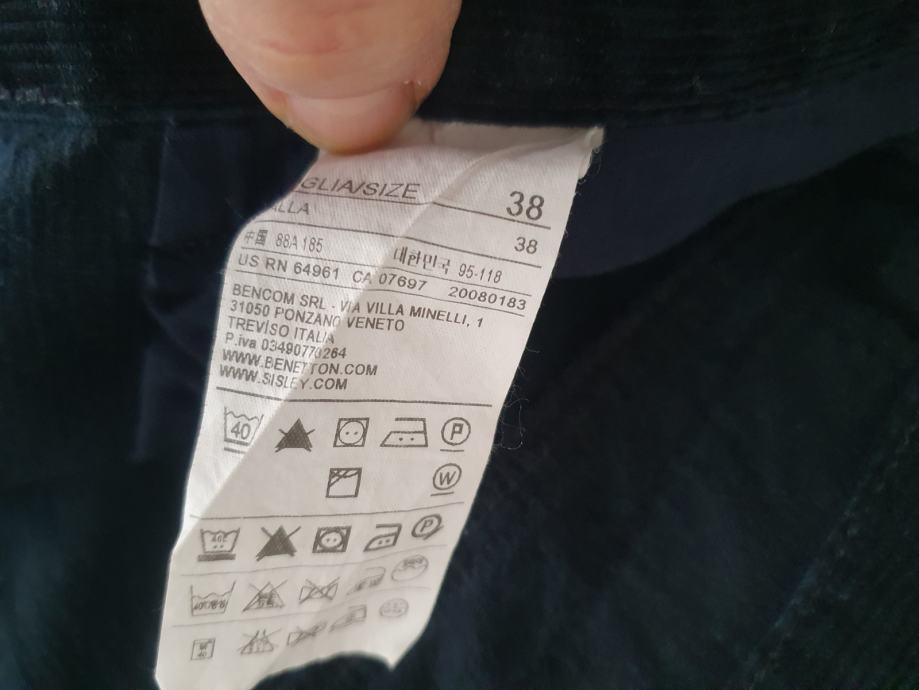 GLIA/SIZE 38
LLA 38
中国 88A185 대한민국 95-118
US RN 64961 CA 07697 20080183
BENCOM SRL - VIA VILLA MINELLI, 1
31050 PONZANO VENETO
TREVISO ITALIA
P.iva 03490770264
WWW.BENETTON.COM
WWW.SISLEY.COM
40 P
W
P